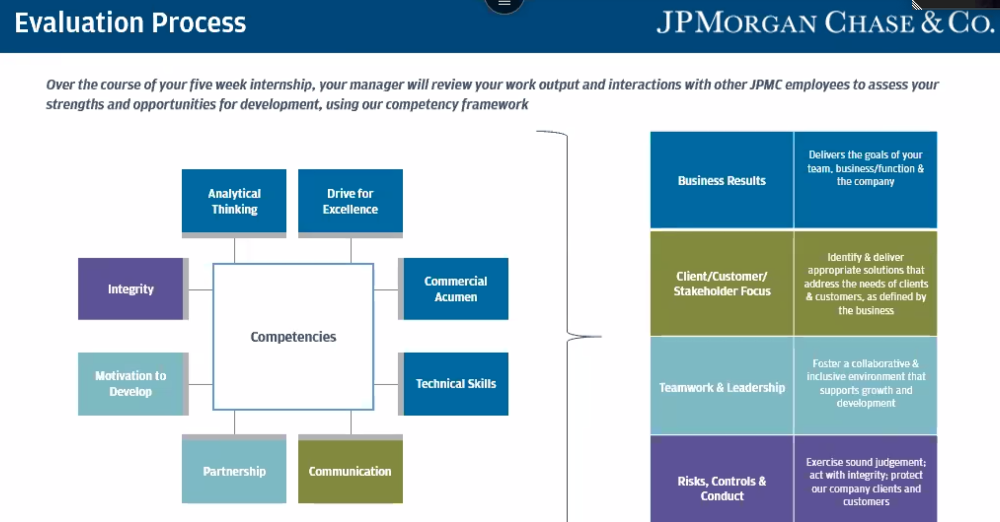 Evaluation Process
JPMORGAN CHASE & CO.
Over the course of your five week internship, your manager will review your work output and interactions with other JPMC employees to assess your
strengths and opportunities for development, using our competency framework
Analytical
Thinking
Drive for
Excellence
Integrity
Commercial
Acumen
Competencies
Motivation to
Develop
Technical Skills
Partnership
Communication
Business Results
Delivers the goals of your
team, business/function &
the company
Client/Customer/
Stakeholder Focus
Identify & deliver
appropriate solutions that
address the needs of clients
& customers, as defined by
the business
Teamwork & Leadership
Foster a collaborative &
inclusive environment that
supports growth and
development
Risks, Controls &
Conduct
Exercise sound judgement;
act with integrity; protect
our company clients and
customers